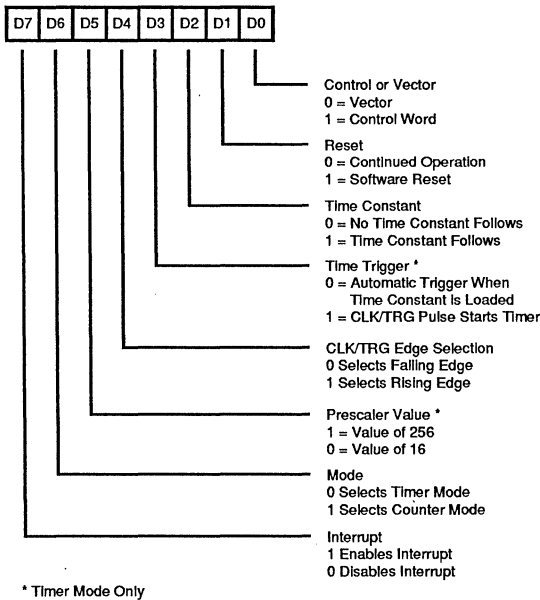 D7 D6 D5 D4 D3 D2 D1 D0
Control or Vector
0 = Vector
1 = Control Word
Reset
0 = Continued Operation
1 = Software Reset
Time Constant
0 = No Time Constant Follows
1 = Time Constant Follows
Time Trigger *
0 = Automatic Trigger When
Time Constant is Loaded
1 = CLK/TRG Pulse Starts Timer
CLK/TRG Edge Selection
0 Selects Falling Edge
1 Selects Rising Edge
Prescaler Value *
1 = Value of 256
0 = Value of 16
Mode
0 Selects Timer Mode
1 Selects Counter Mode
Interrupt
1 Enables Interrupt
0 Disables Interrupt
* Timer Mode Only